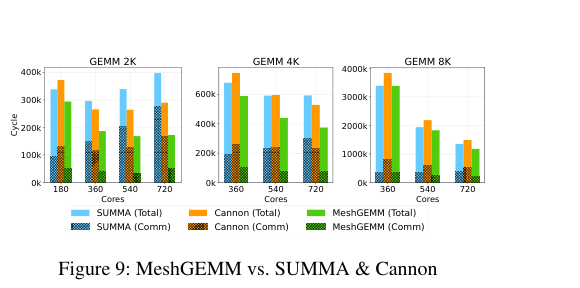 GEMM 2K GEMM 4K GEMM 8K
400k 4000k
600k
300k 3000k
400k
200k 2000k
200k
100k 1000k
0k 0k 0k
Cycle
180 360 540 720 360 540 720 360 540 720
Cores Cores Cores
SUMMA (Total) Cannon (Total) MeshGEMM (Total)
SUMMA (Comm) Cannon (Comm) MeshGEMM (Comm)
Figure 9: MeshGEMM vs. SUMMA & Cannon